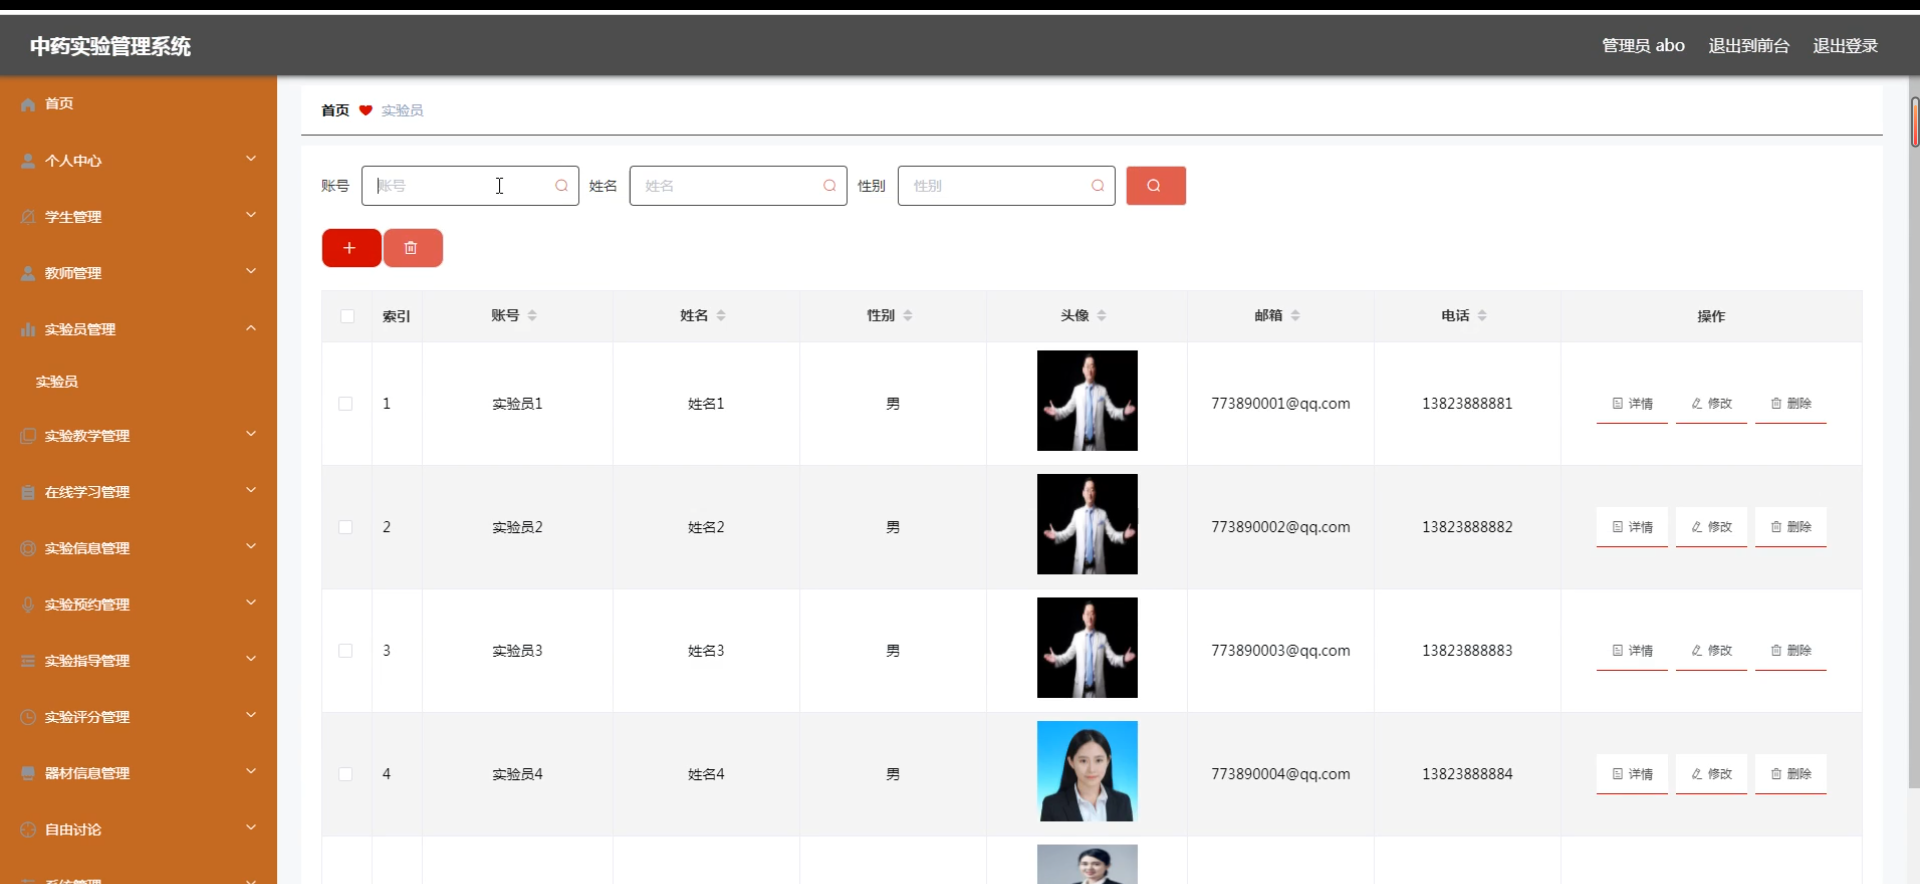 中药实验管理系统
管理员 abo 退出到前台 退出登录
首页
个人中心
学生管理
教师管理
实验员管理
实验员
实验教学管理
在线学习管理
实验信息管理
实验预约管理
实验指导管理
实验评分管理
器材信息管理
自由讨论
系统管理
首页 实验员
账号 账号 姓名 姓名 性别 性别
索引 账号 姓名 性别 头像 邮箱 电话 操作
1 实验员1 姓名1 男 773890001@qq.com 13823888881 详情 修改 删除
2 实验员2 姓名2 男 773890002@qq.com 13823888882 详情 修改 删除
3 实验员3 姓名3 男 773890003@qq.com 13823888883 详情 修改 删除
4 实验员4 姓名4 男 773890004@qq.com 13823888884 详情 修改 删除